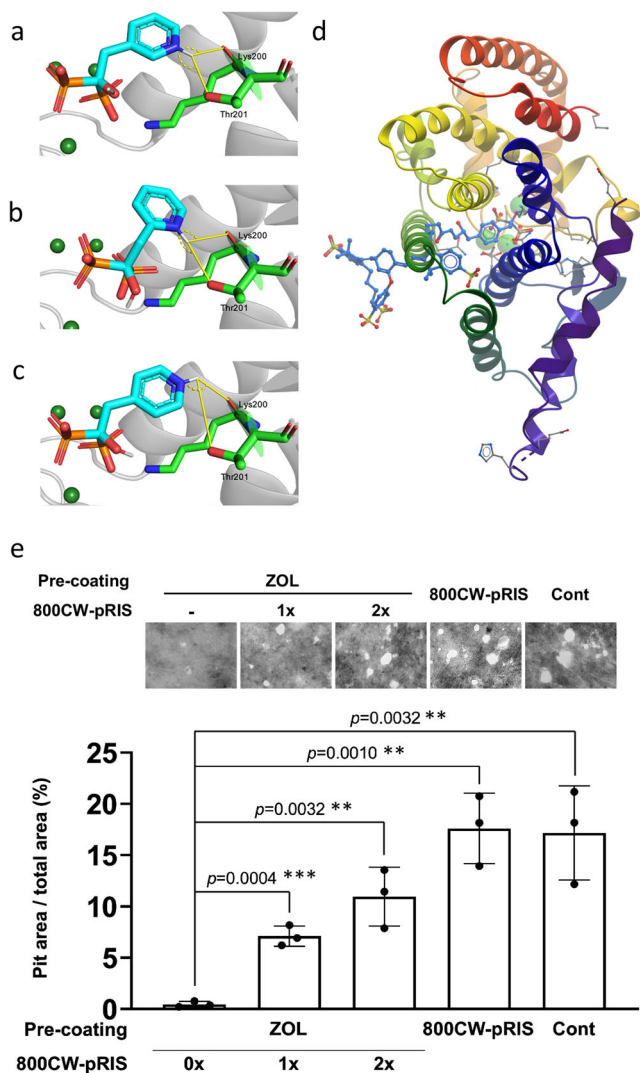 a
Lys200
Thr201
b
Lys200
Thr201
c
Lys200
Thr201
d
e
Pre-coating ZOL 800CW-pRIS Cont
800CW-pRIS - 1x 2x
p=0.0032 **
p=0.0010 **
p=0.0032 **
p=0.0004 ***
Pit area / total area (%)
25
20
15
10
5
0
Pre-coating ZOL 800CW-pRIS Cont
800CW-pRIS 0x 1x 2x